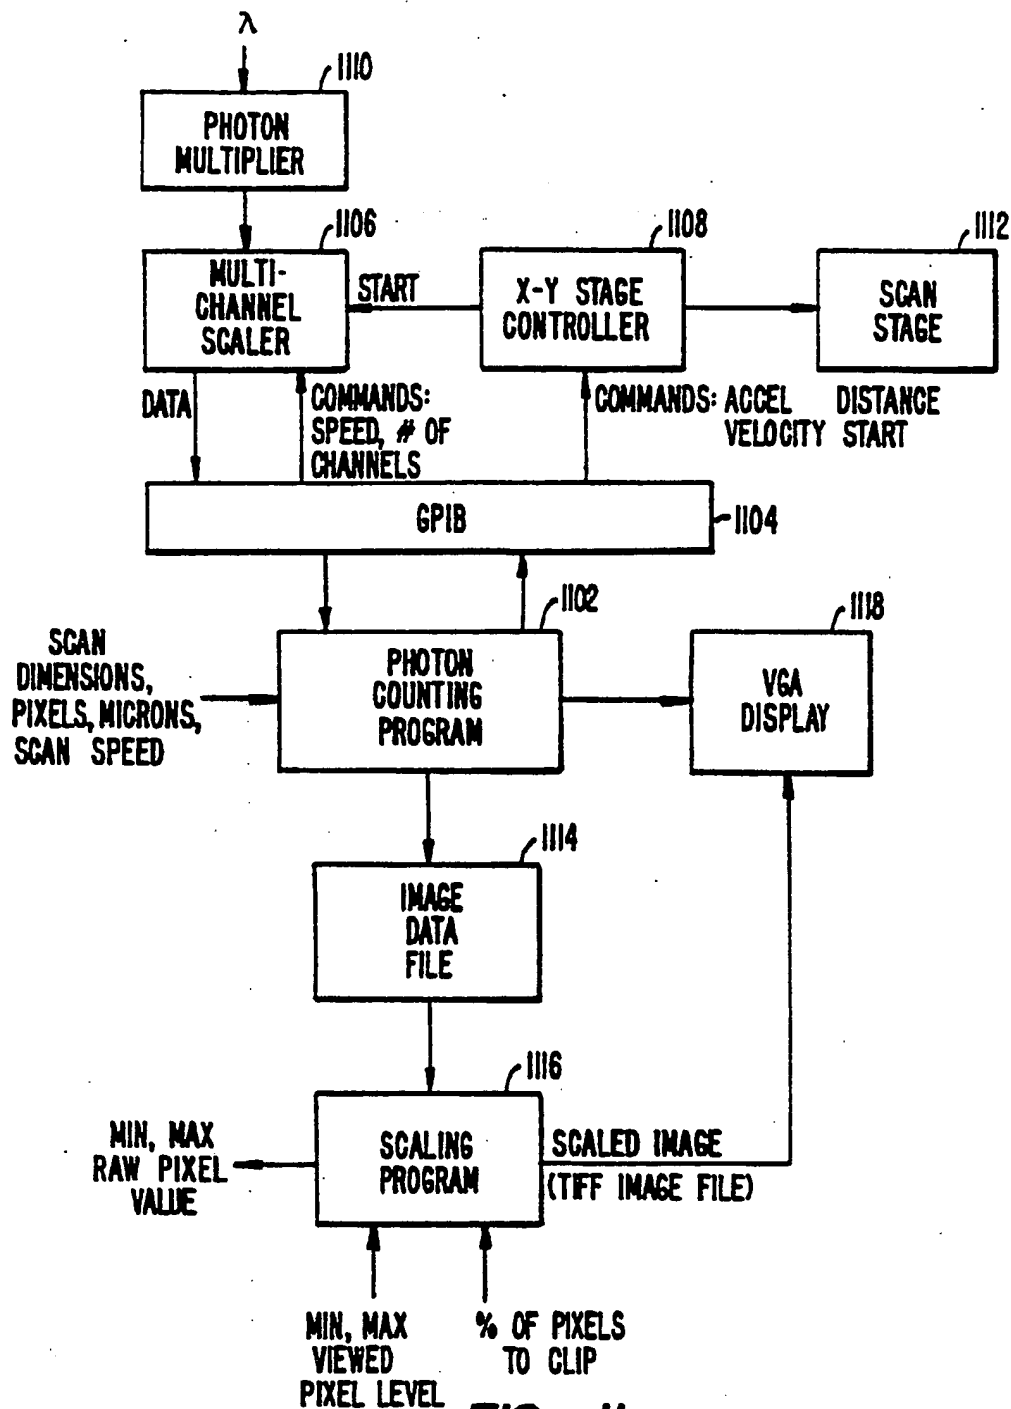 λ
1110
PHOTON
MULTIPLIER
1106
MULTI-
CHANNEL
SCALER
START
1108
X-Y STAGE
CONTROLLER
1112
SCAN
STAGE
DATA
COMMANDS:
SPEED, # OF
CHANNELS
COMMANDS: ACCEL DISTANCE
VELOCITY START
GPIB
1104
1102
PHOTON
COUNTING
PROGRAM
SCAN
DIMENSIONS,
PIXELS, MICRONS,
SCAN SPEED
1118
VGA
DISPLAY
1114
IMAGE
DATA
FILE
1116
SCALING
PROGRAM
MIN, MAX
RAW PIXEL
VALUE
SCALED IMAGE
(TIFF IMAGE FILE)
MIN, MAX
VIEWED
PIXEL LEVEL
% OF PIXELS
TO CLIP